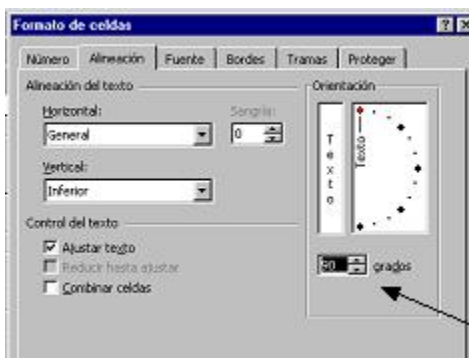 Formato de celdas
Número Alineación Fuente Bordes Tramas Proteger
Alineación del texto
Horizontal:
General
Sangría:
0
Vertical:
Inferior
Control del texto
Ajustar texto
Reducir hasta ajustar
Combinar celdas
Orientación
Texto
Texto
90 grados